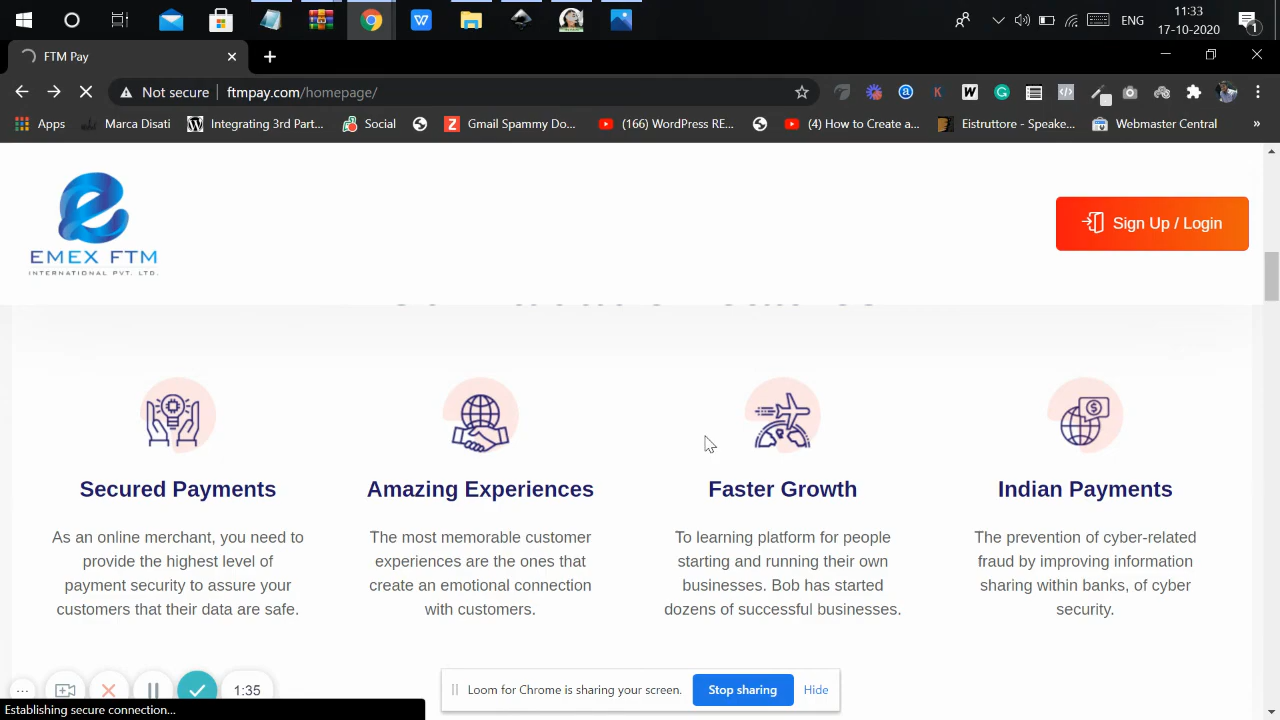 ENG
11:33
17-10-2020
1
FTM Pay
Not secure
ftmpay.com/homepage/
Apps
Marca Disati
Integrating 3rd Part...
Social
Gmail Spammy Do...
(166) WordPress RE...
(4) How to Create a...
Eistruttore - Speake...
Webmaster Central
»
EMEX FTM
INTERNATIONAL PVT. LTD.
Sign Up / Login
Secured Payments
As an online merchant, you need to
provide the highest level of
payment security to assure your
customers that their data are safe.
Amazing Experiences
The most memorable customer
experiences are the ones that
create an emotional connection
with customers.
Faster Growth
To learning platform for people
starting and running their own
businesses. Bob has started
dozens of successful businesses.
Indian Payments
The prevention of cyber-related
fraud by improving information
sharing within banks, of cyber
security.
1:35
Loom for Chrome is sharing your screen.
Stop sharing
Hide
Establishing secure connection...